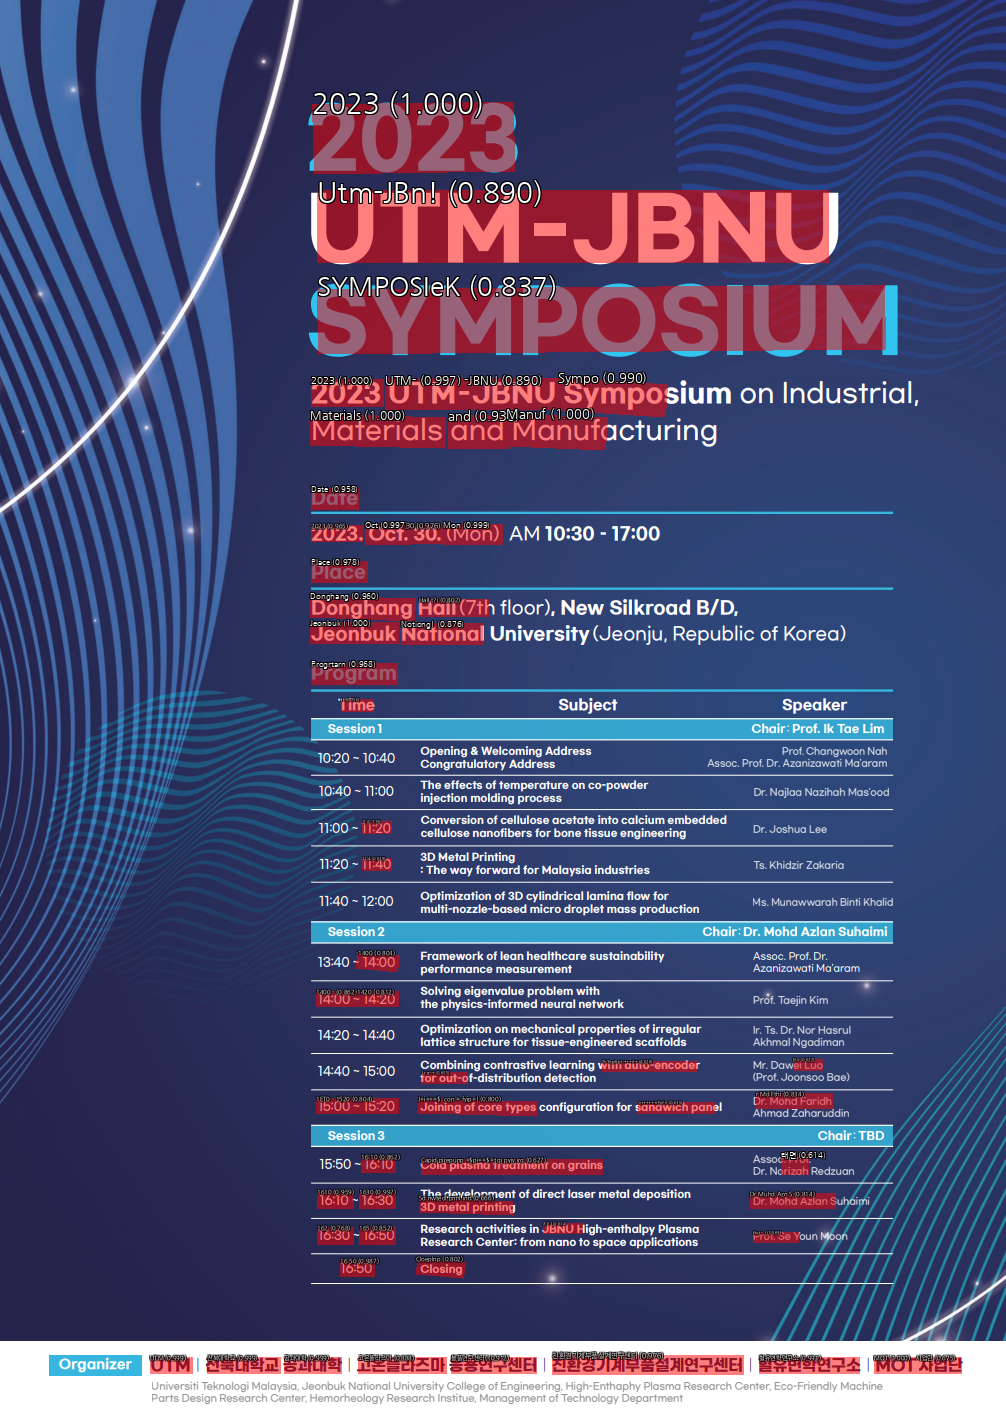 2023
UTM-JBNU
SYMPOSIUM
2023 UTM-JBNU Symposium on Industrial,
Materials and Manufacturing
Date
2023. Oct. 30. (Mon) AM 10:30 - 17:00
Place
Donghang Hall (7th floor), New Silkroad B/D,
Jeonbuk National University (Jeonju, Republic of Korea)
Program
Time Subject Speaker
Session 1 Chair: Prof. Ik Tae Lim
10:20 ~ 10:40 Opening & Welcoming Address Prof. Changwoon Nah
Congratulatory Address Assoc. Prof. Dr. Azanizawati Ma'aram
10:40 ~ 11:00 The effects of temperature on co-powder Dr. Najlaa Nazihah Mas'ood
injection molding process
11:00 ~ 11:20 Conversion of cellulose acetate into calcium embedded Dr. Joshua Lee
cellulose nanofibers for bone tissue engineering
11:20 ~ 11:40 3D Metal Printing Ts. Khidzir Zakaria
: The way forward for Malaysia industries
11:40 ~ 12:00 Optimization of 3D cylindrical lamina flow for Ms. Munawwarah Binti Khalid
multi-nozzle-based micro droplet mass production
Session 2 Chair: Dr. Mohd Azlan Suhaimi
13:40 ~ 14:00 Framework of lean healthcare sustainability Assoc. Prof. Dr.
performance measurement Azanizawati Ma'aram
14:00 ~ 14:20 Solving eigenvalue problem with Prof. Taejin Kim
the physics-informed neural network
14:20 ~ 14:40 Optimization on mechanical properties of irregular Ir. Ts. Dr. Nor Hasrul
lattice structure for tissue-engineered scaffolds Akhmal Ngadiman
14:40 ~ 15:00 Combining contrastive learning with auto-encoder Mr. Dawei Luo
for out-of-distribution detection (Prof. Joonsoo Bae)
15:00 ~ 15:20 Joining of core types configuration for sandwich panel Dr. Mohd Faridh
Ahmad Zaharuddin
Session 3 Chair: TBD
15:50 ~ 16:10 Cold plasma treatment on grains Assoc. Prof.
Dr. Norizah Redzuan
16:10 ~ 16:30 The development of direct laser metal deposition Dr. Mohd Azlan Suhaimi
3D metal printing
16:30 ~ 16:50 Research activities in JBNU High-enthalpy Plasma Prof. Se Youn Moon
Research Center: from nano to space applications
16:50 Closing
Organizer UTM | 전북대학교 공과대학 | 고온플라즈마 응용연구센터 | 친환경기계부품설계연구센터 | 혈유변학연구소 | MOT 사업단
Universiti Teknologi Malaysia, Jeonbuk National University College of Engineering, High-Enthaphy Plasma Research Center, Eco-Friendly Machine
Parts Design Research Center, Hemorheology Research Institue, Management of Technology Department